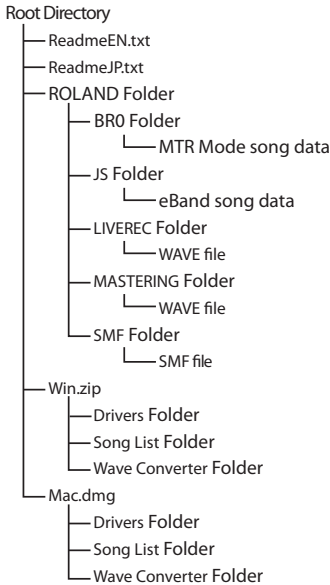 Root Directory
ReadmeEN.txt
ReadmeJP.txt
ROLAND Folder
BR0 Folder
MTR Mode song data
JS Folder
eBand song data
LIVEREC Folder
WAVE file
MASTERING Folder
WAVE file
SMF Folder
SMF file
Win.zip
Drivers Folder
Song List Folder
Wave Converter Folder
Mac.dmg
Drivers Folder
Song List Folder
Wave Converter Folder